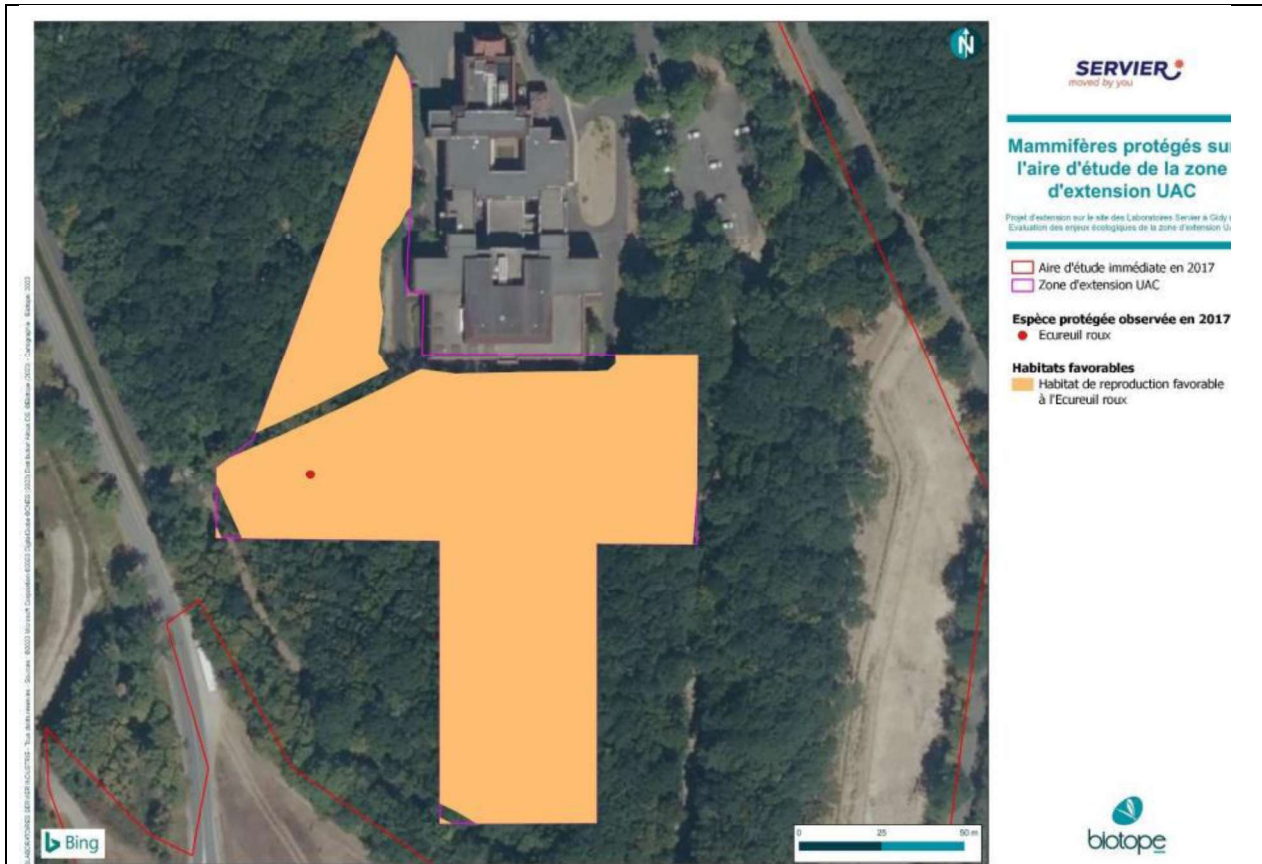 N
SERVIER
moved by you
Mammifères protégés su
l'aire d'étude de la zone
d'extension UAC
Projet d'extension sur le site des Laboratoires Servier à Gidy
Evaluation des enjeux écologiques de la zone d'extension
Aire d'étude immédiate en 2017
Zone d'extension UAC
Espèce protégée observée en 2017
Ecureuil roux
Habitats favorables
Habitat de reproduction favorable
à l'Ecureuil roux
Bing
0 25 50 m
biotope